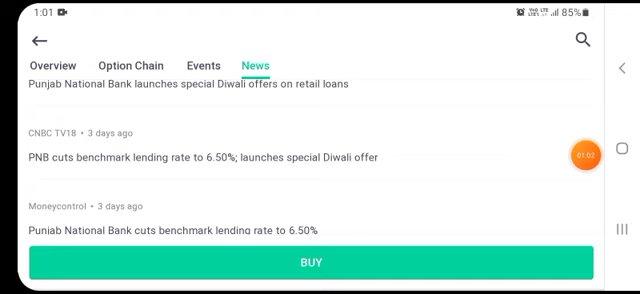 1:01
85%
Overview Option Chain Events News
Punjab National Bank launches special Diwali offers on retail loans
CNBC TV18 • 3 days ago
PNB cuts benchmark lending rate to 6.50%; launches special Diwali offer
01:02
Moneycontrol • 3 days ago
Punjab National Bank cuts benchmark lending rate to 6.50%
BUY